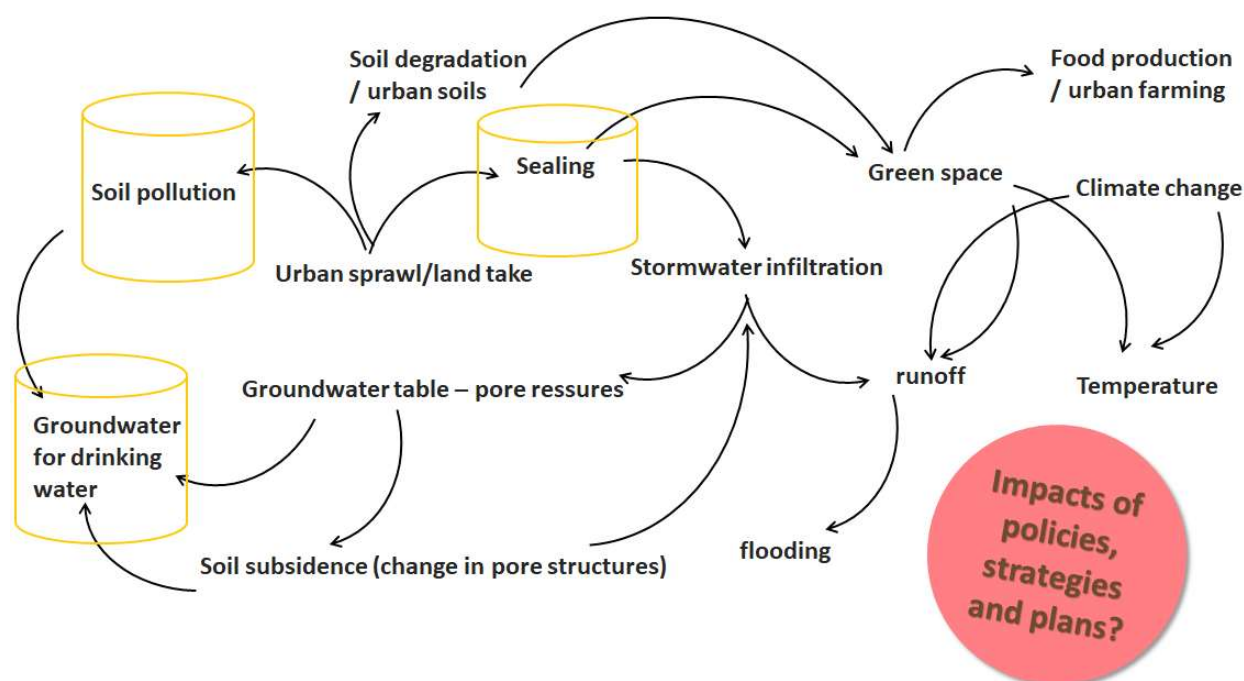 Soil degradation
/ urban soils
Food production
/ urban farming
Sealing
Green space
Soil pollution
Climate change
Urban sprawl/land take
Stormwater infiltration
Groundwater table – pore ressures
runoff
Temperature
Groundwater
for drinking
water
Impacts of
policies,
strategies
and plans?
Soil subsidence (change in pore structures)
flooding